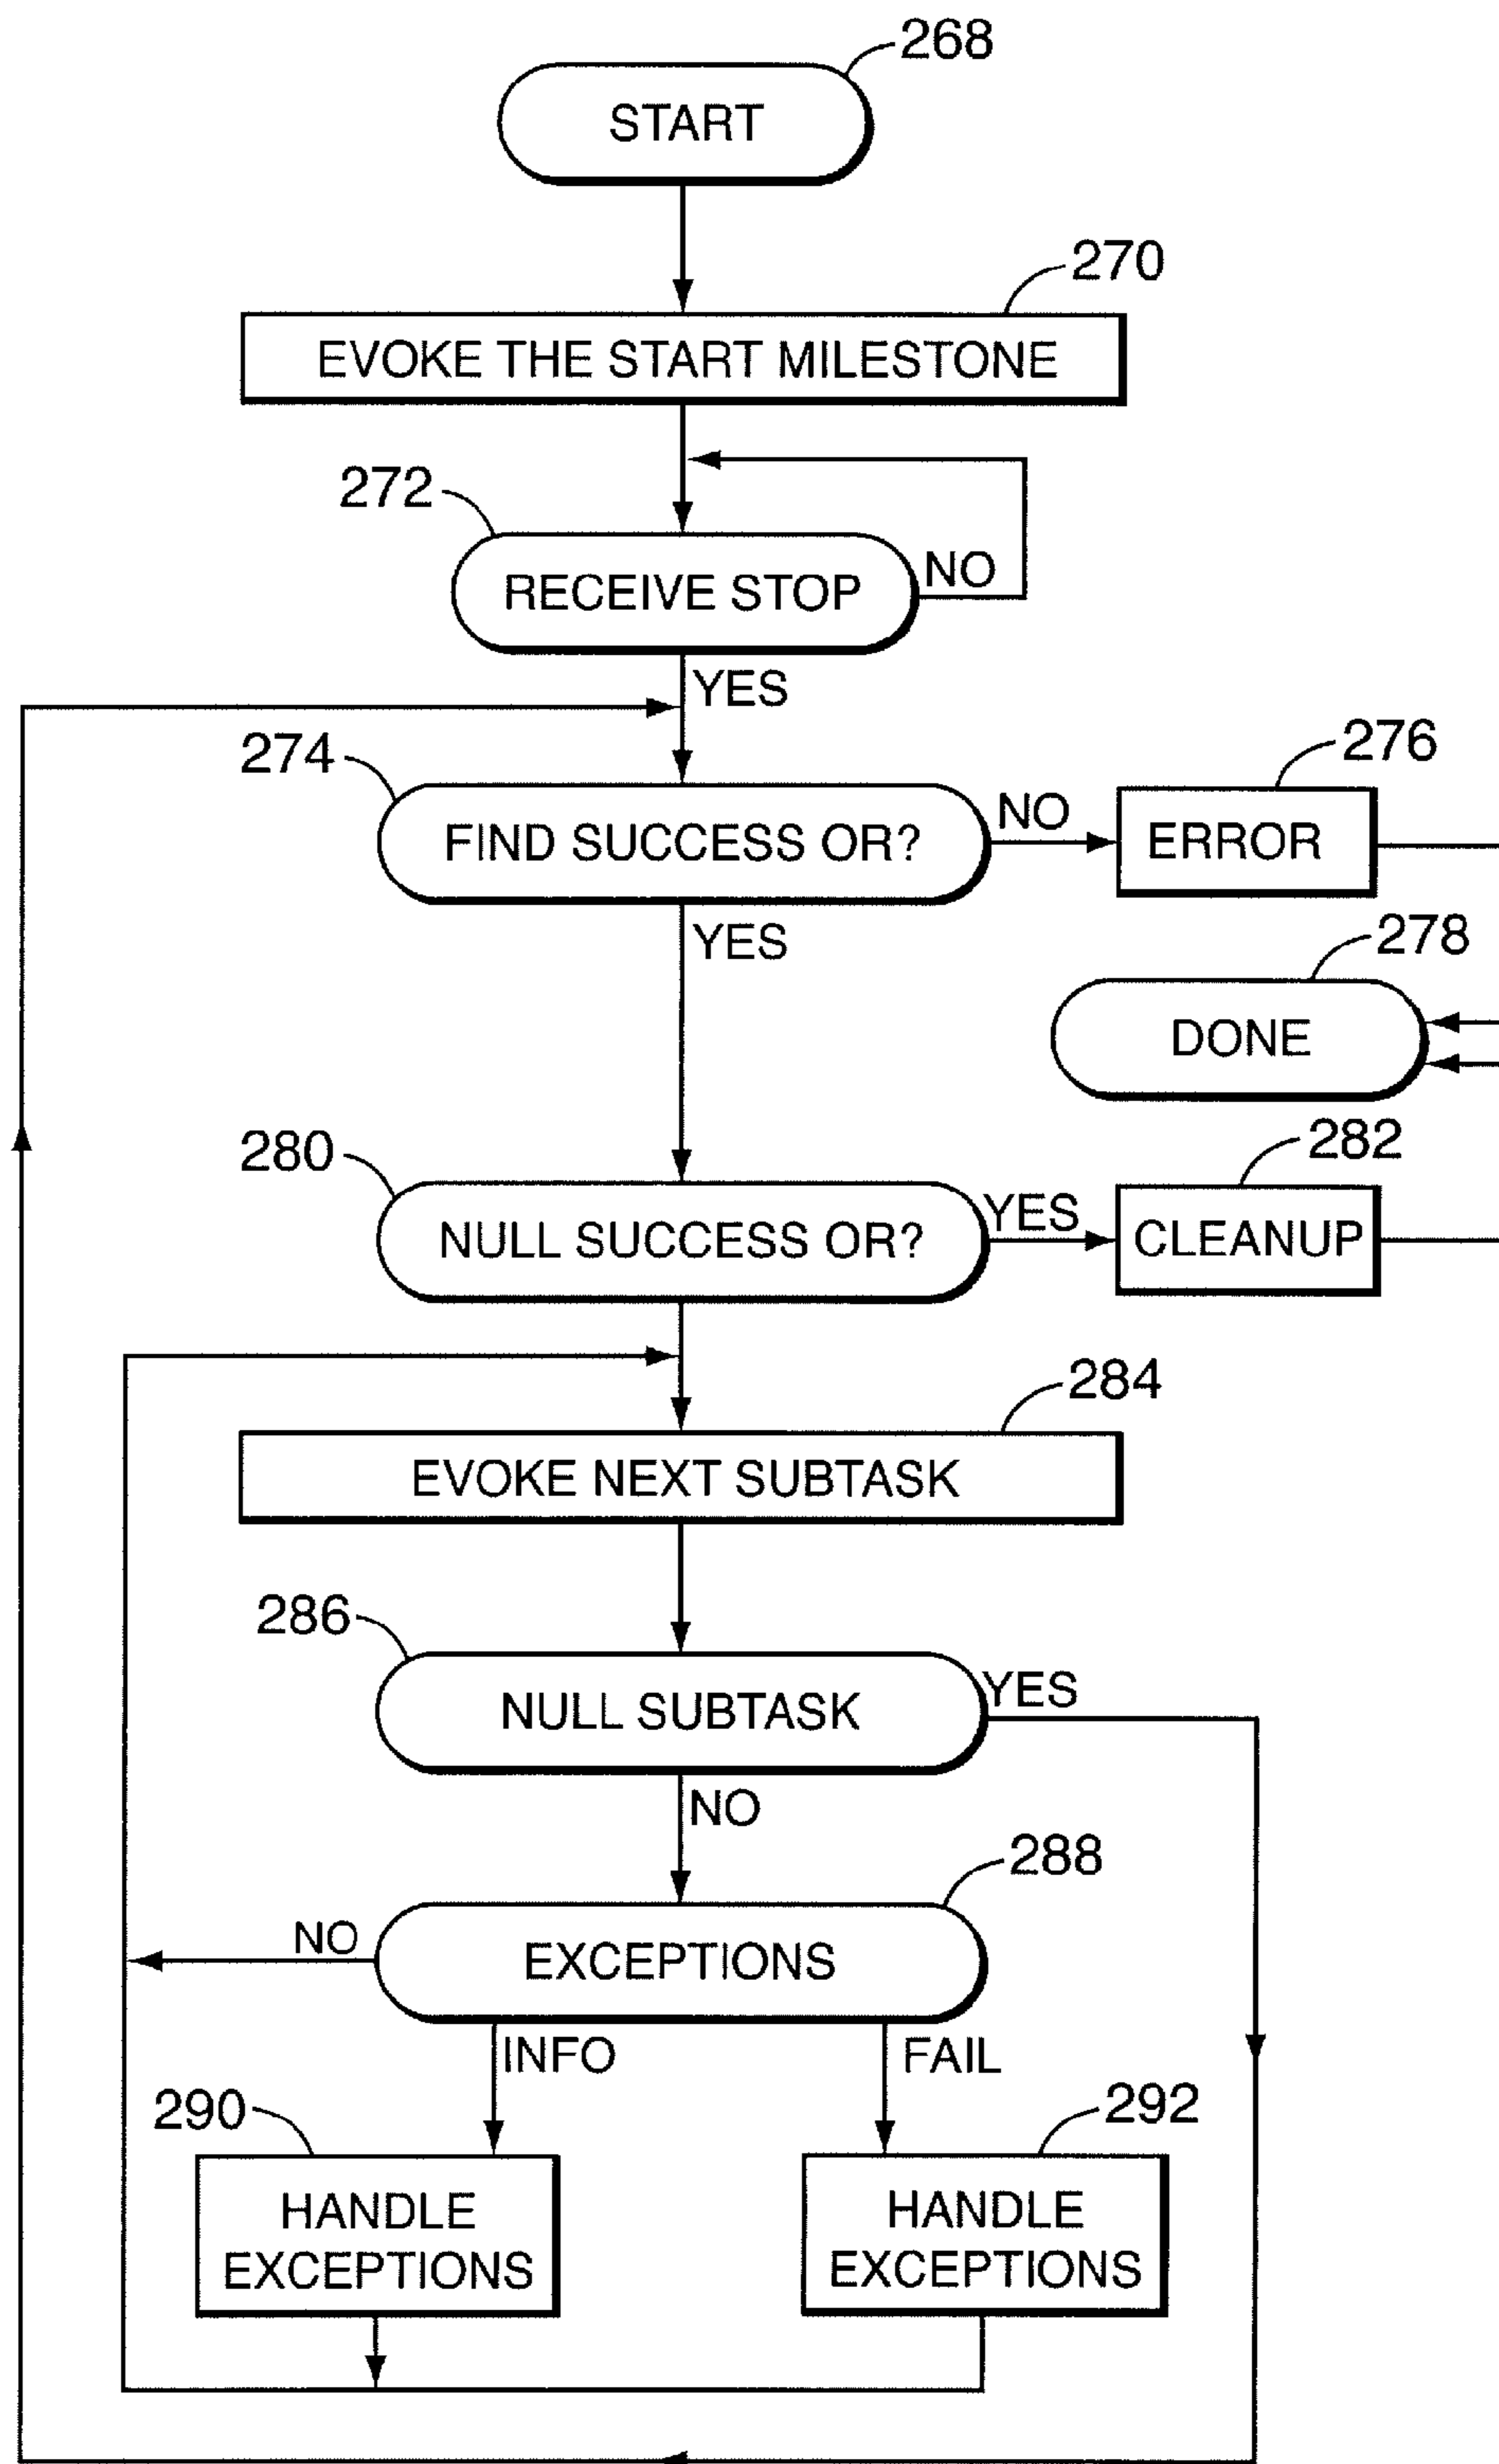 268
START
270
EVOKE THE START MILESTONE
272
RECEIVE STOP
NO
YES
274
FIND SUCCESS OR?
NO
276
ERROR
YES
278
DONE
280
NULL SUCCESS OR?
YES
282
CLEANUP
284
EVOKE NEXT SUBTASK
286
NULL SUBTASK
YES
NO
288
NO
EXCEPTIONS
INFO
FAIL
290
292
HANDLE
EXCEPTIONS
HANDLE
EXCEPTIONS